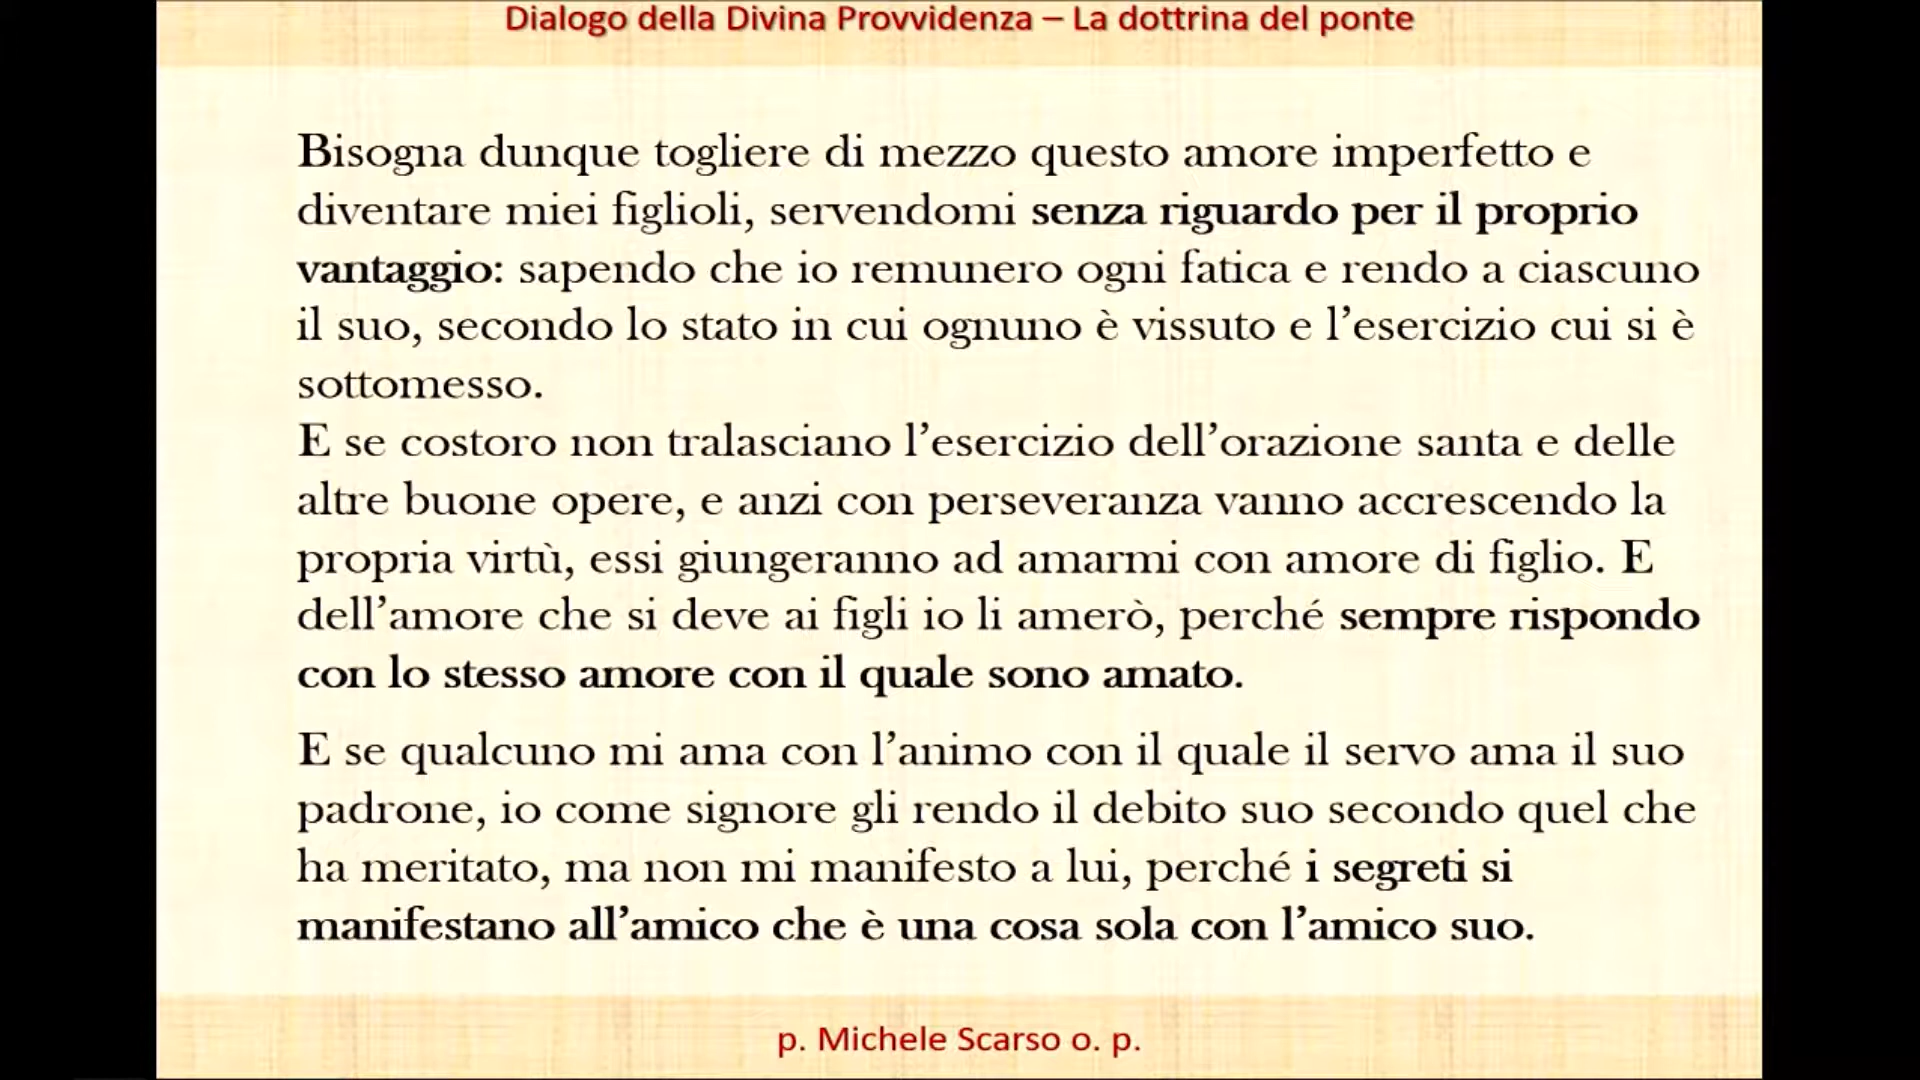 Dialogo della Divina Provvidenza – La dottrina del ponte
Bisogna dunque togliere di mezzo questo amore imperfetto e
diventare miei figlioli, servendomi senza riguardo per il proprio
vantaggio: sapendo che io remunero ogni fatica e rendo a ciascuno
il suo, secondo lo stato in cui ognuno è vissuto e l’esercizio cui si è
sottomesso.
E se costoro non tralasciano l’esercizio dell’orazione santa e delle
altre buone opere, e anzi con perseveranza vanno accrescendo la
propria virtù, essi giungeranno ad amarmi con amore di figlio. E
dell’amore che si deve ai figli io li amerò, perché sempre rispondo
con lo stesso amore con il quale sono amato.
E se qualcuno mi ama con l’animo con il quale il servo ama il suo
padrone, io come signore gli rendo il debito suo secondo quel che
ha meritato, ma non mi manifesto a lui, perché i segreti si
manifestano all’amico che è una cosa sola con l’amico suo.
p. Michele Scarso o. p.